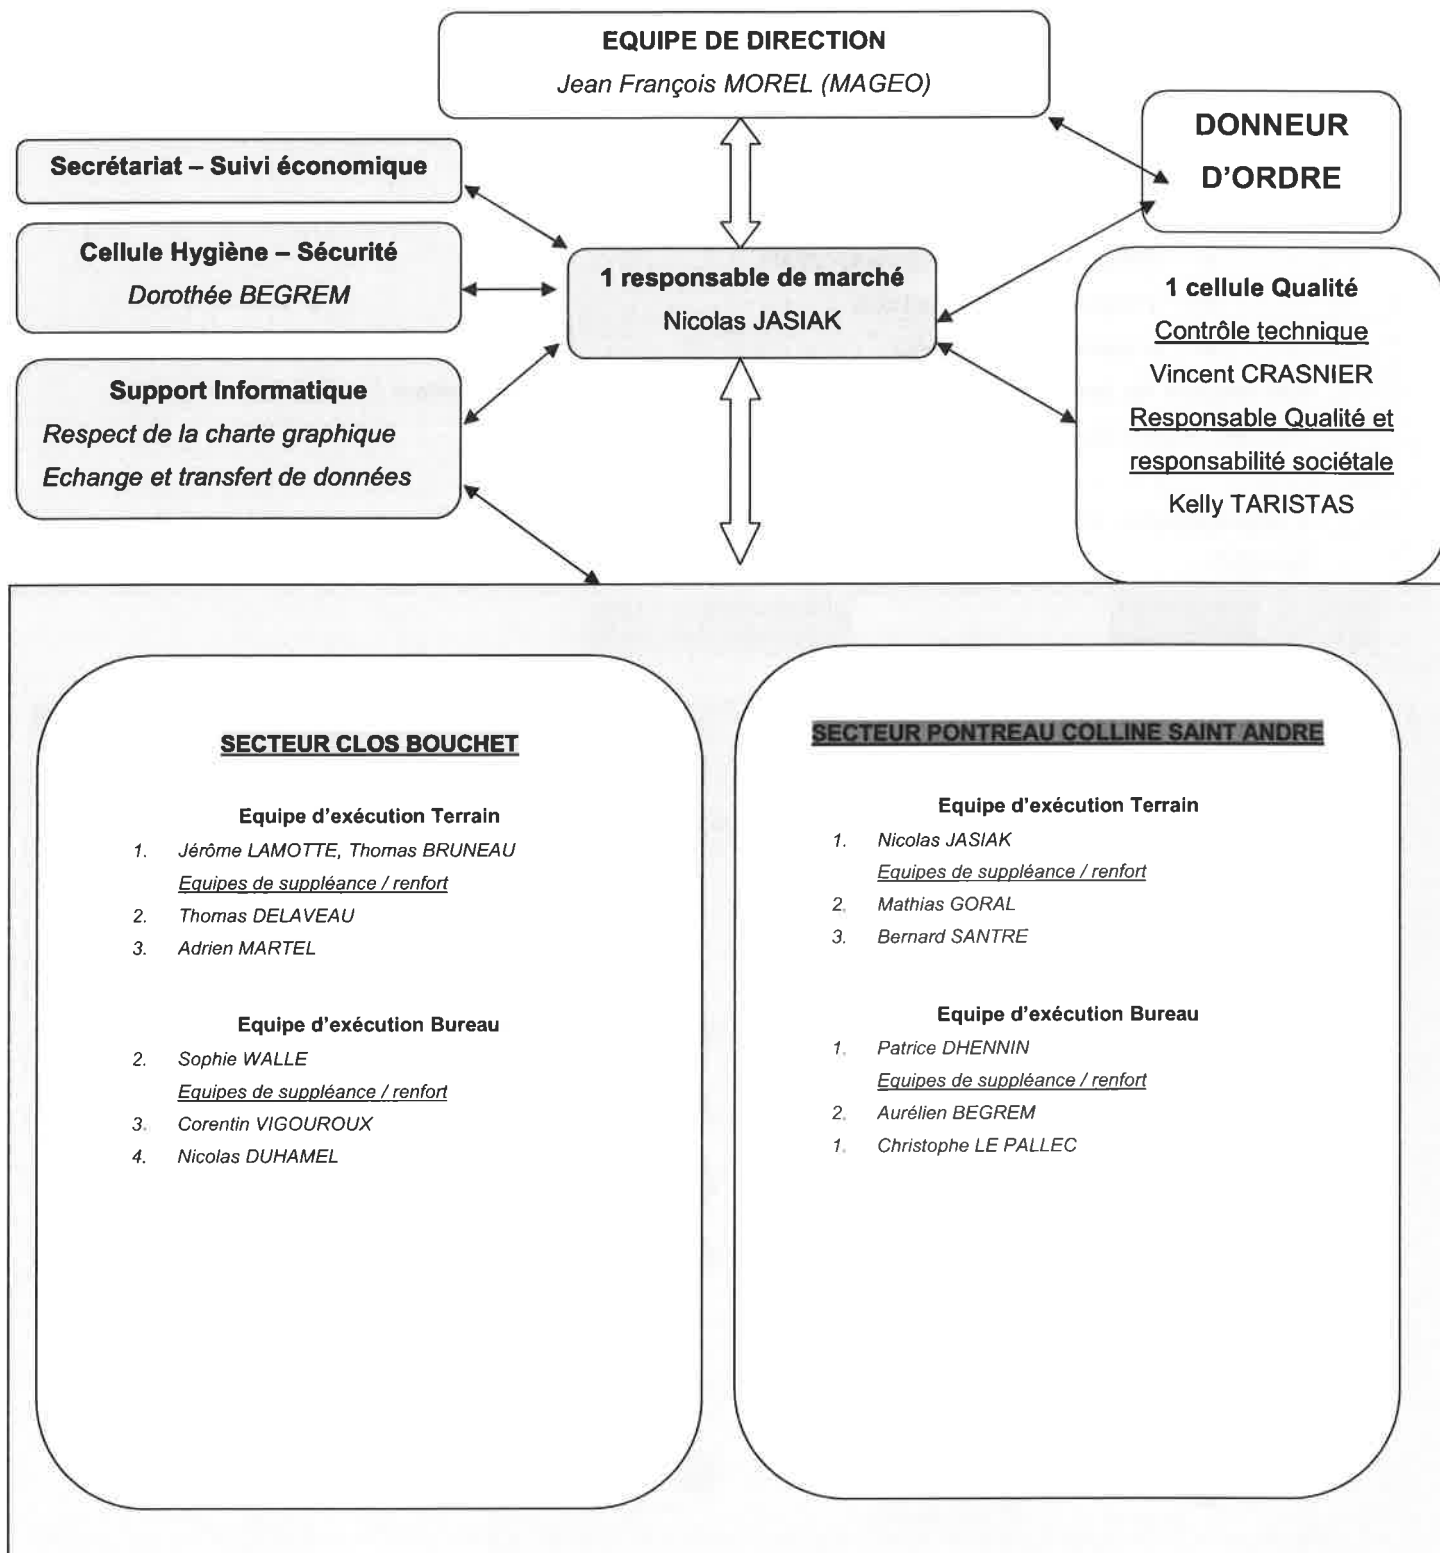 EQUIPE DE DIRECTION
Jean François MOREL (MAGEO)
DONNEUR
D'ORDRE
Secrétariat – Suivi économique
Cellule Hygiène – Sécurité
Dorothée BEGREM
1 responsable de marché
Nicolas JASIAK
1 cellule Qualité
Contrôle technique
Vincent CRASNIER
Responsable Qualité et
responsabilité sociétale
Kelly TARISTAS
Support Informatique
Respect de la charte graphique
Echange et transfert de données
SECTEUR CLOS BOUCHET
Equipe d'exécution Terrain
1. Jérôme LAMOTTE, Thomas BRUNEAU
Equipes de suppléance / renfort
2. Thomas DELAVEAU
3. Adrien MARTEL
Equipe d'exécution Bureau
2. Sophie WALLE
Equipes de suppléance / renfort
3. Corentin VIGOUROUX
4. Nicolas DUHAMEL
SECTEUR PONTREAU COLLINE SAINT ANDRE
Equipe d'exécution Terrain
1. Nicolas JASIAK
Equipes de suppléance / renfort
2. Mathias GORAL
3. Bernard SANTRE
Equipe d'exécution Bureau
1. Patrice DHENNIN
Equipes de suppléance / renfort
2. Aurélien BEGREM
1. Christophe LE PALLEC